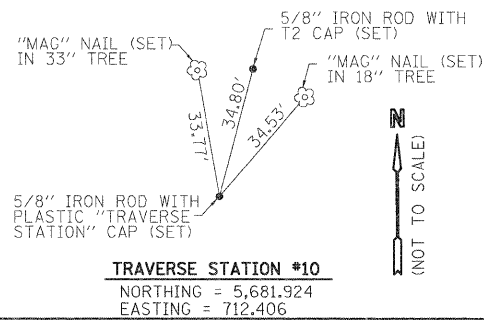 5/8" IRON ROD WITH
T2 CAP (SET)
"MAG" NAIL (SET)
IN 33" TREE
"MAG" NAIL (SET)
IN 18" TREE
33.77'
34.80'
34.53'
N
(NOT TO SCALE)
5/8" IRON ROD WITH
PLASTIC "TRAVERSE
STATION" CAP (SET)
TRAVERSE STATION #10
NORTHING = 5,681.924
EASTING = 712.406